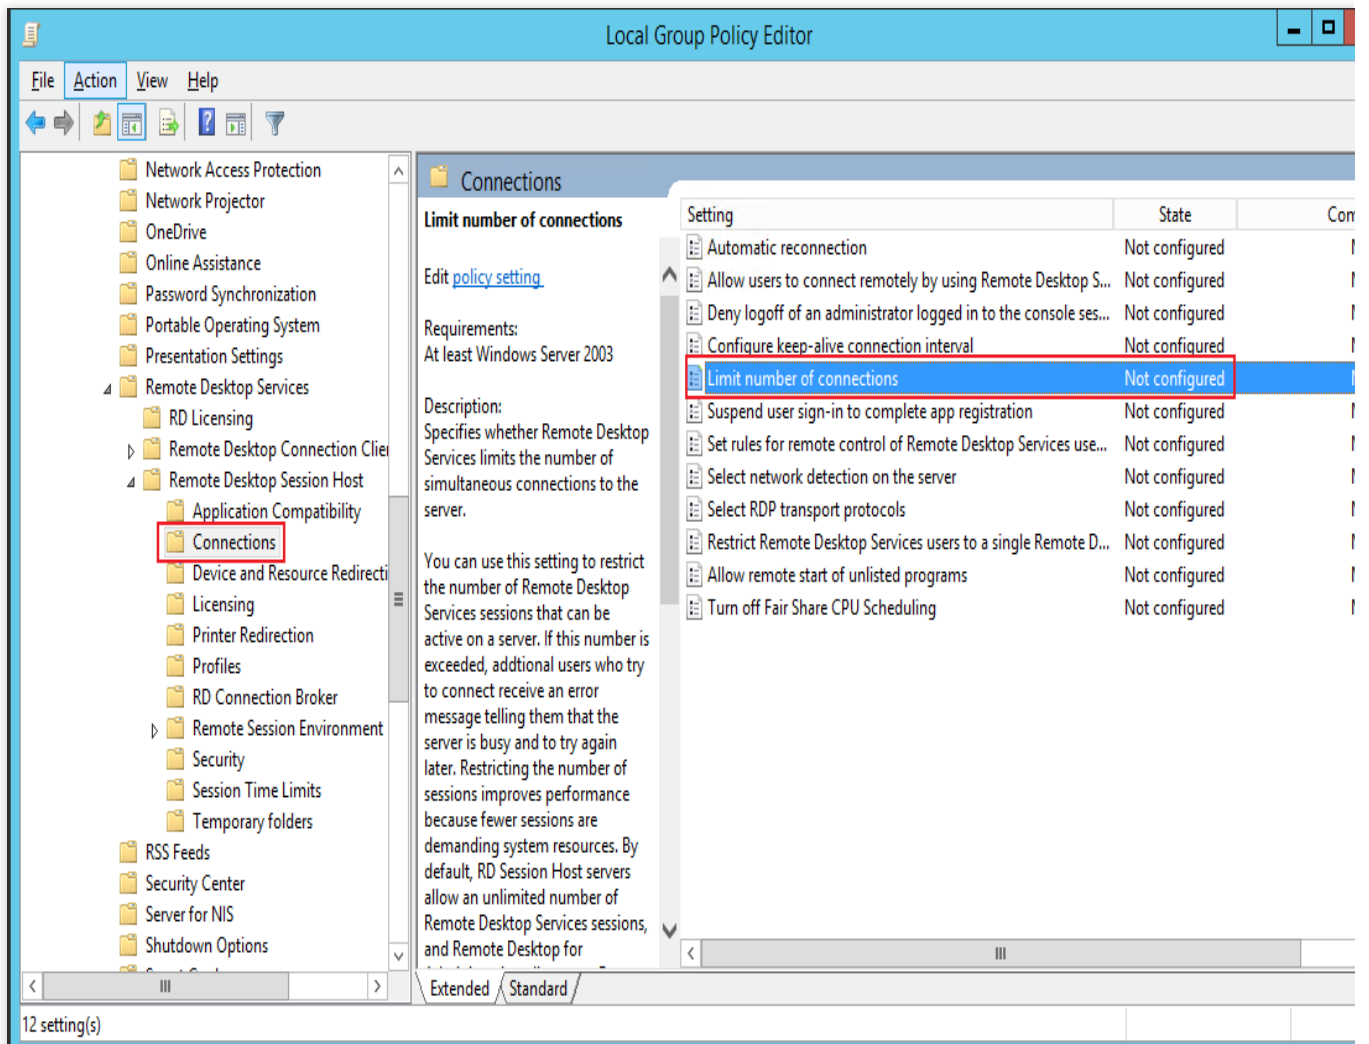 Local Group Policy Editor
File Action View Help
Network Access Protection
Network Projector
OneDrive
Online Assistance
Password Synchronization
Portable Operating System
Presentation Settings
Remote Desktop Services
RD Licensing
Remote Desktop Connection Clie
Remote Desktop Session Host
Application Compatibility
Connections
Device and Resource Redirecti
Licensing
Printer Redirection
Profiles
RD Connection Broker
Remote Session Environment
Security
Session Time Limits
Temporary folders
RSS Feeds
Security Center
Server for NIS
Shutdown Options
Connections
Limit number of connections
Edit policy setting
Requirements:
At least Windows Server 2003
Description:
Specifies whether Remote Desktop
Services limits the number of
simultaneous connections to the
server.
You can use this setting to restrict
the number of Remote Desktop
Services sessions that can be
active on a server. If this number is
exceeded, addtional users who try
to connect receive an error
message telling them that the
server is busy and to try again
later. Restricting the number of
sessions improves performance
because fewer sessions are
demanding system resources. By
default, RD Session Host servers
allow an unlimited number of
Remote Desktop Services sessions,
and Remote Desktop for
Setting State Com
Automatic reconnection Not configured
Allow users to connect remotely by using Remote Desktop S... Not configured
Deny logoff of an administrator logged in to the console ses... Not configured
Configure keep-alive connection interval Not configured
Limit number of connections Not configured
Suspend user sign-in to complete app registration Not configured
Set rules for remote control of Remote Desktop Services use... Not configured
Select network detection on the server Not configured
Select RDP transport protocols Not configured
Restrict Remote Desktop Services users to a single Remote D... Not configured
Allow remote start of unlisted programs Not configured
Turn off Fair Share CPU Scheduling Not configured
Extended Standard
12 setting(s)